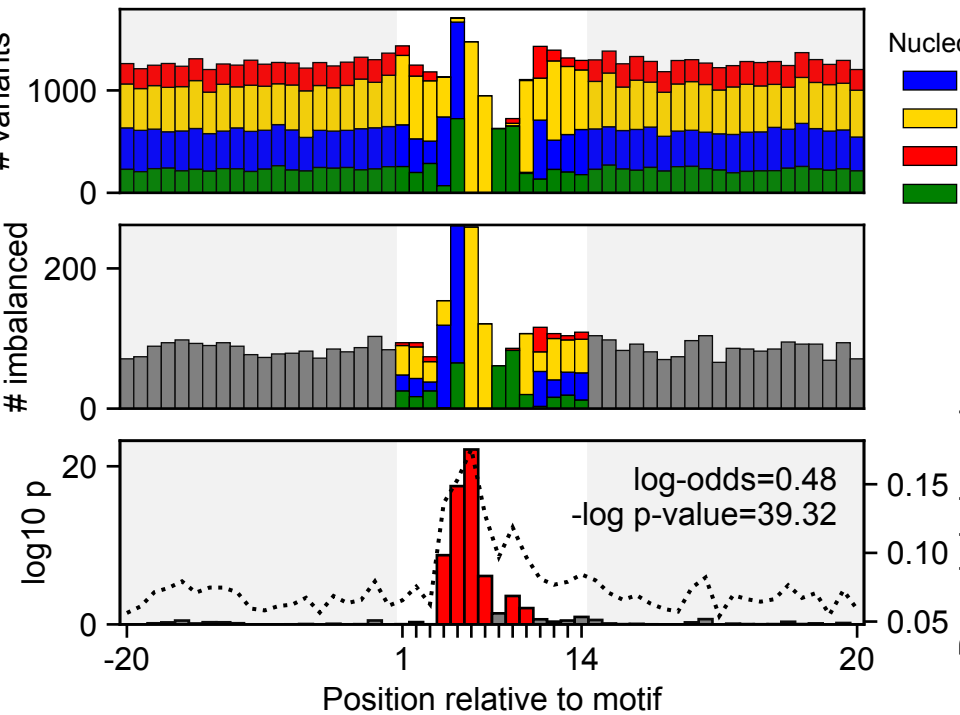 # variants
1000
0
Nucleo
# imbalanced
200
0
log10 p
20
0
log-odds=0.48
-log p-value=39.32
0.15
0.10
0.05
-20
1
14
20
Position relative to motif